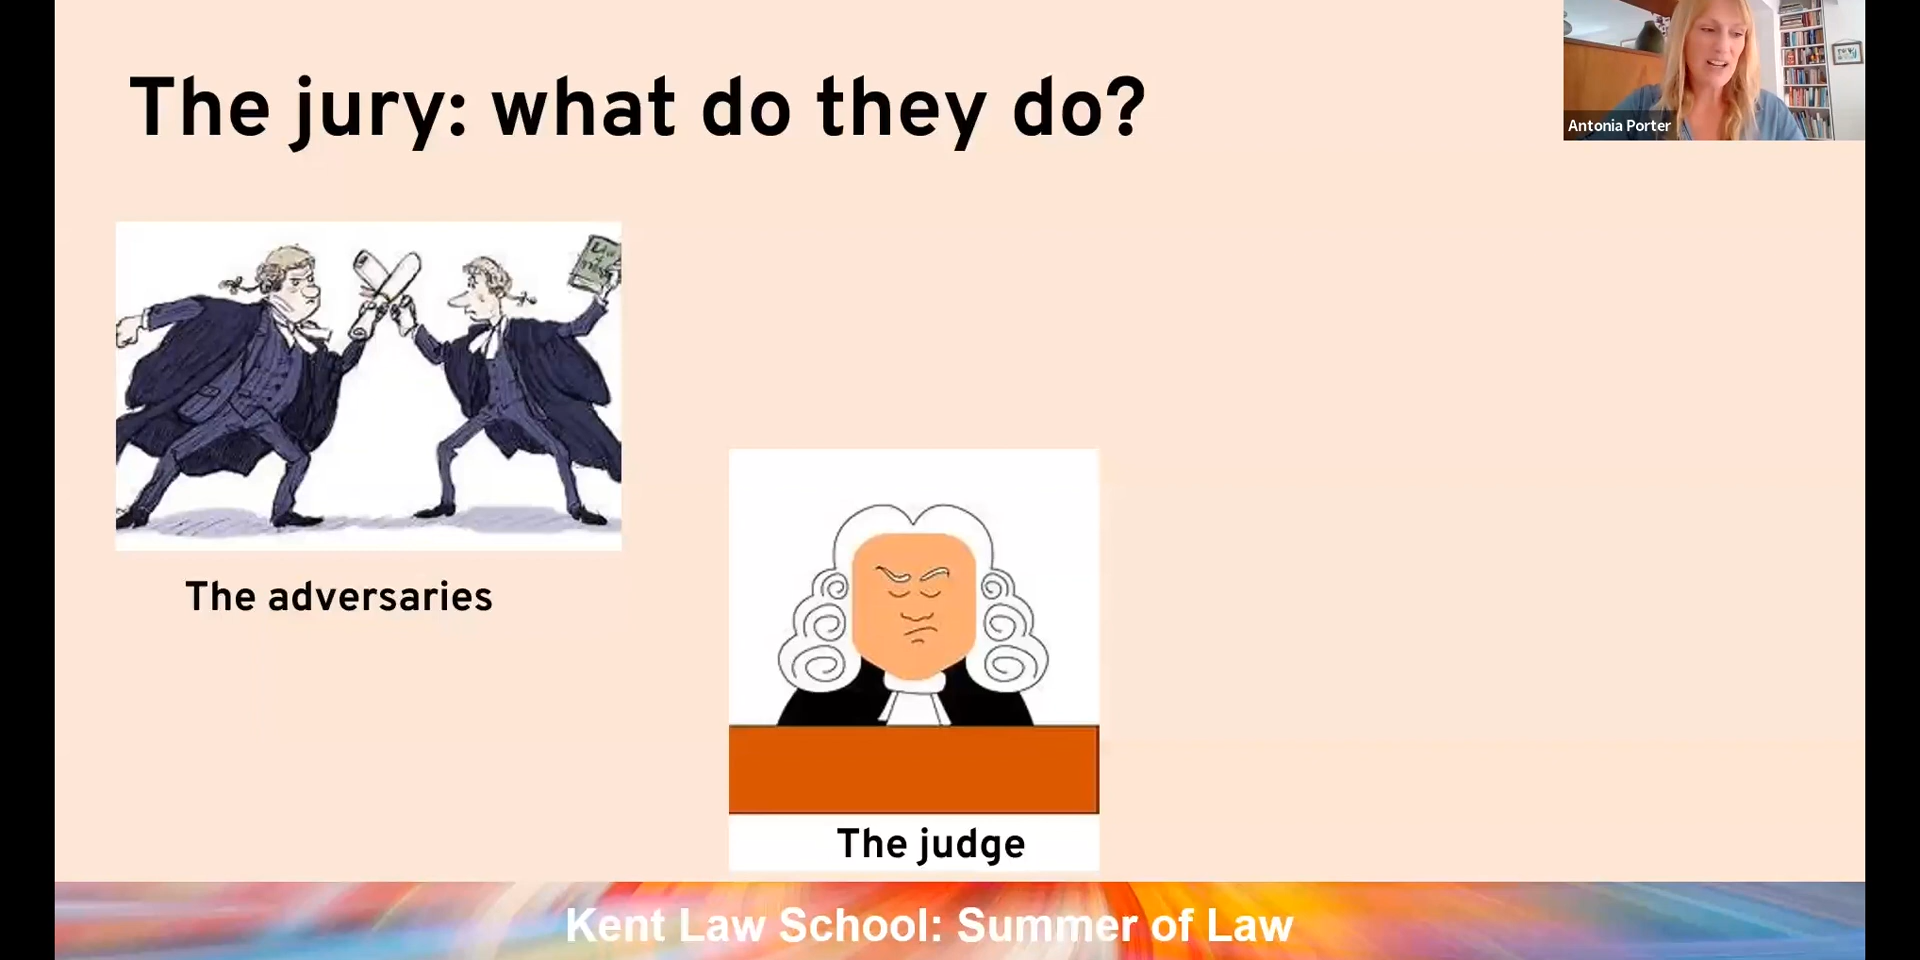 The jury: what do they do?
Antonia Porter
The adversaries
The judge
Kent Law School: Summer of Law